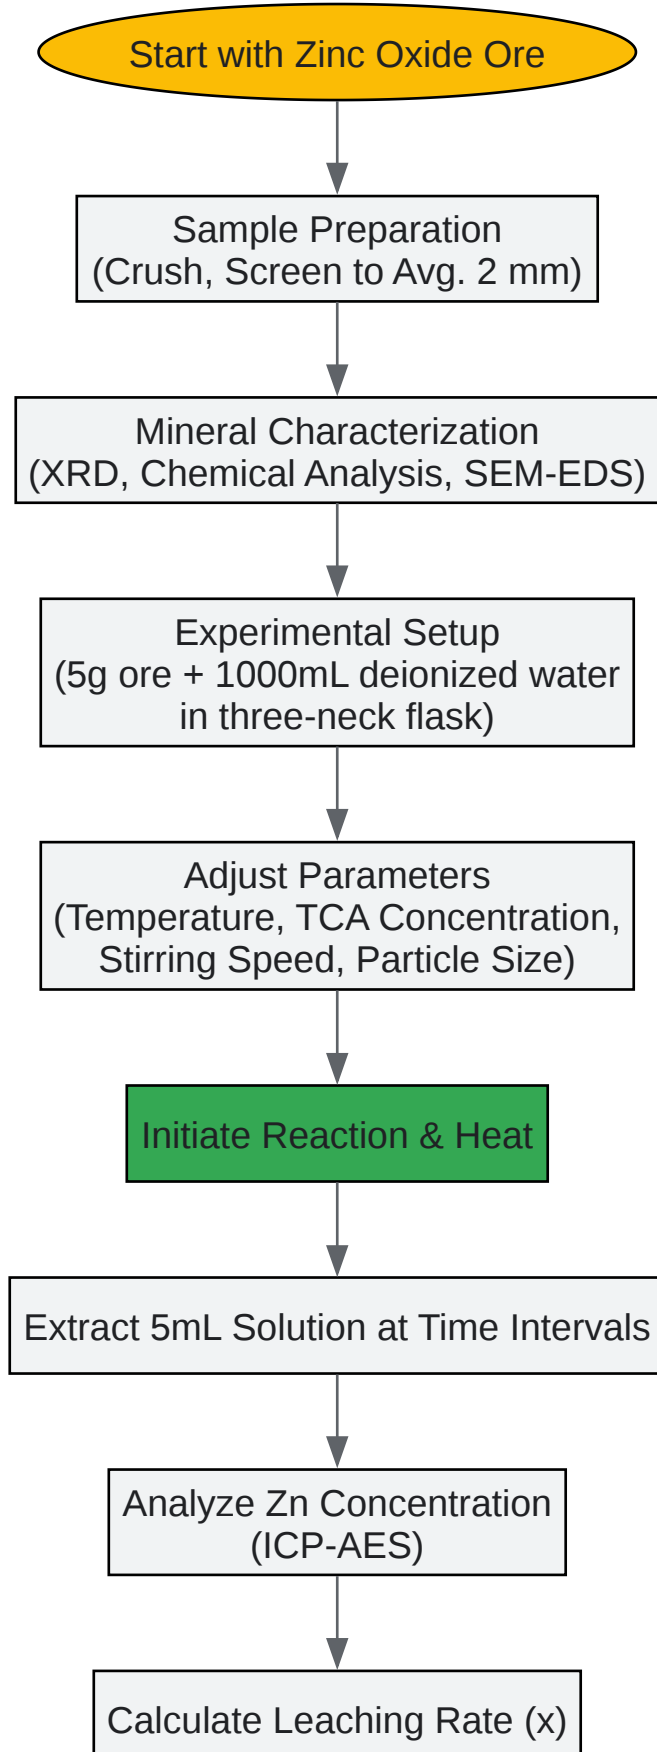 Start with Zinc Oxide Ore
Sample Preparation
(Crush, Screen to Avg. 2 mm)
Mineral Characterization
(XRD, Chemical Analysis, SEM-EDS)
Experimental Setup
(5g ore + 1000mL deionized water
in three-neck flask)
Adjust Parameters
(Temperature, TCA Concentration,
Stirring Speed, Particle Size)
Initiate Reaction & Heat
Extract 5mL Solution at Time Intervals
Analyze Zn Concentration
(ICP-AES)
Calculate Leaching Rate (x)